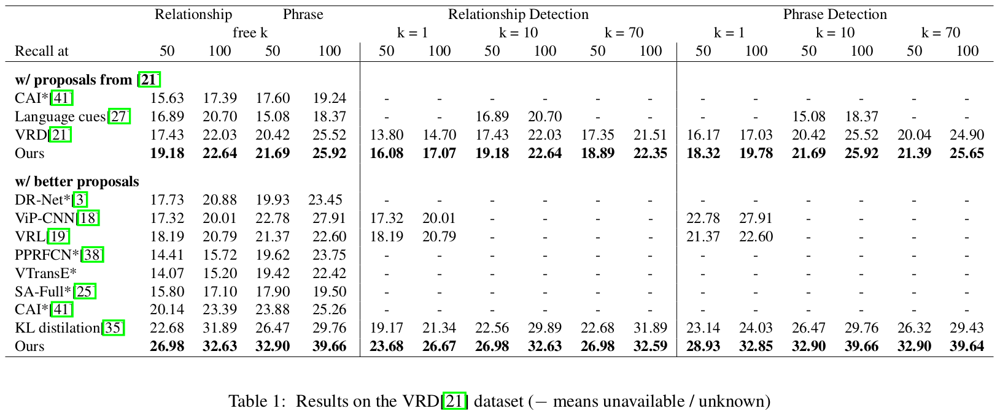 Relationship Phrase Relationship Detection Phrase Detection
free k k = 1 k = 10 k = 70 k = 1 k = 10 k = 70
Recall at 50 100 50 100 50 100 50 100 50 100 50 100 50 100 50 100
w/ proposals from [21]
CAI*[41] 15.63 17.39 17.60 19.24 - - - - - - - - - - - -
Language cues[27] 16.89 20.70 15.08 18.37 - - 16.89 20.70 - - - - 15.08 18.37 - -
VRD[21] 17.43 22.03 20.42 25.52 13.80 14.70 17.43 22.03 17.35 21.51 16.17 17.03 20.42 25.52 20.04 24.90
Ours 19.18 22.64 21.69 25.92 16.08 17.07 19.18 22.64 18.89 22.35 18.32 19.78 21.69 25.92 21.39 25.65
w/ better proposals
DR-Net*[3] 17.73 20.88 19.93 23.45 - - - - - - - - - - - -
ViP-CNN[18] 17.32 20.01 22.78 27.91 17.32 20.01 - - - - 22.78 27.91 - - - -
VRL[19] 18.19 20.79 21.37 22.60 18.19 20.79 - - - - 21.37 22.60 - - - -
PPRFCN*[38] 14.41 15.72 19.62 23.75 - - - - - - - - - - - -
VTransE* 14.07 15.20 19.42 22.42 - - - - - - - - - - - -
SA-Full*[25] 15.80 17.10 17.90 19.50 - - - - - - - - - - - -
CAI*[41] 20.14 23.39 23.88 25.26 - - - - - - - - - - - -
KL distilation[35] 22.68 31.89 26.47 29.76 19.17 21.34 22.56 29.89 22.68 31.89 23.14 24.03 26.47 29.76 26.32 29.43
Ours 26.98 32.63 32.90 39.66 23.68 26.67 26.98 32.63 26.98 32.59 28.93 32.85 32.90 39.66 32.90 39.64
Table 1: Results on the VRD[21] dataset (− means unavailable / unknown)